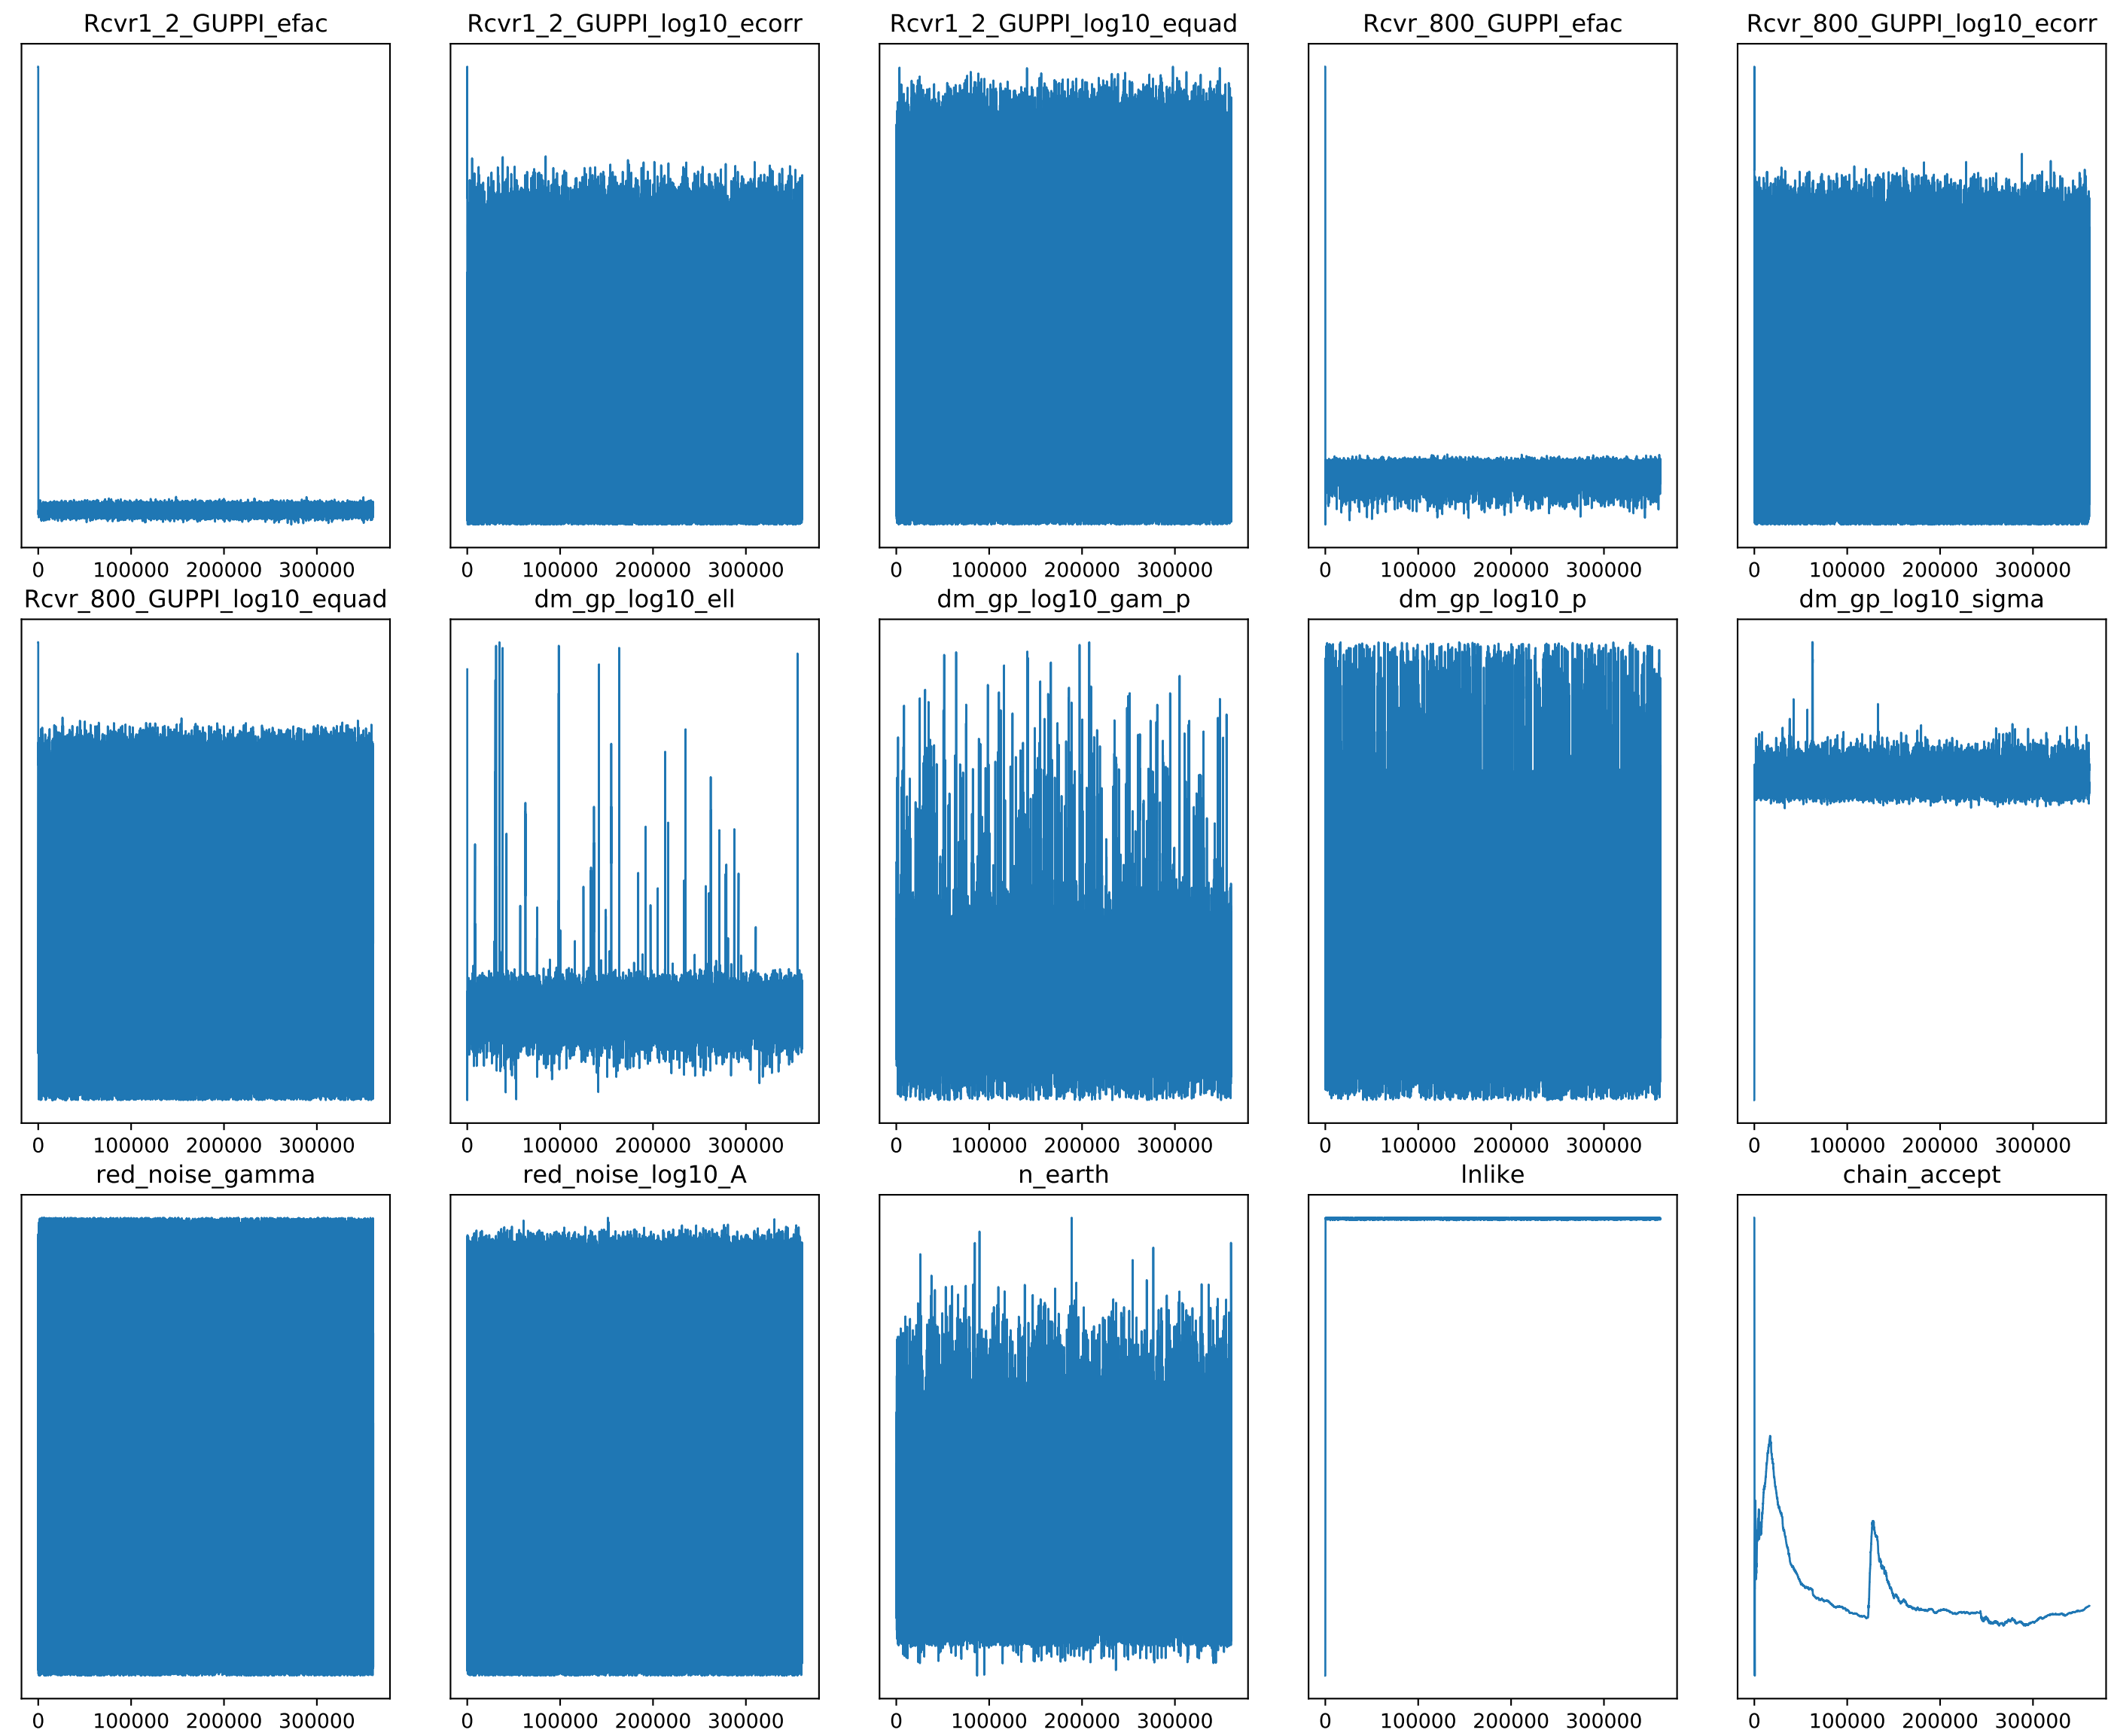 Rcvr1_2_GUPPI_efac Rcvr1_2_GUPPI_log10_ecorr Rcvr1_2_GUPPI_log10_equad Rcvr_800_GUPPI_efac Rcvr_800_GUPPI_log10_ecorr
0 100000 200000 300000 0 100000 200000 300000 0 100000 200000 300000 0 100000 200000 300000 0 100000 200000 300000
Rcvr_800_GUPPI_log10_equad dm_gp_log10_ell dm_gp_log10_gam_p dm_gp_log10_p dm_gp_log10_sigma
0 100000 200000 300000 0 100000 200000 300000 0 100000 200000 300000 0 100000 200000 300000 0 100000 200000 300000
red_noise_gamma red_noise_log10_A n_earth lnlike chain_accept
0 100000 200000 300000 0 100000 200000 300000 0 100000 200000 300000 0 100000 200000 300000 0 100000 200000 300000